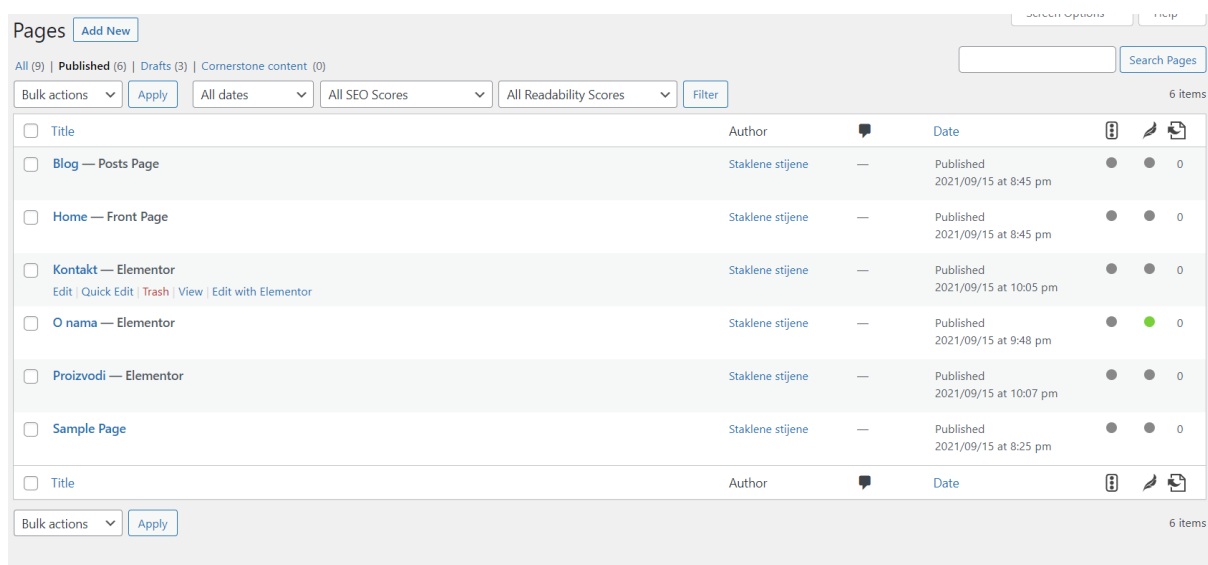 Screen Options Help
Pages Add New
All (9) | Published (6) | Drafts (3) | Cornerstone content (0)
Search Pages
Bulk actions Apply All dates All SEO Scores All Readability Scores Filter 6 items
Title Author Date
Blog — Posts Page Staklene stijene — Published 0
2021/09/15 at 8:45 pm
Home — Front Page Staklene stijene — Published 0
2021/09/15 at 8:45 pm
Kontakt — Elementor Staklene stijene — Published 0
Edit | Quick Edit | Trash | View | Edit with Elementor 2021/09/15 at 10:05 pm
O nama — Elementor Staklene stijene — Published 0
2021/09/15 at 9:48 pm
Proizvodi — Elementor Staklene stijene — Published 0
2021/09/15 at 10:07 pm
Sample Page Staklene stijene — Published 0
2021/09/15 at 8:25 pm
Title Author Date
Bulk actions Apply 6 items